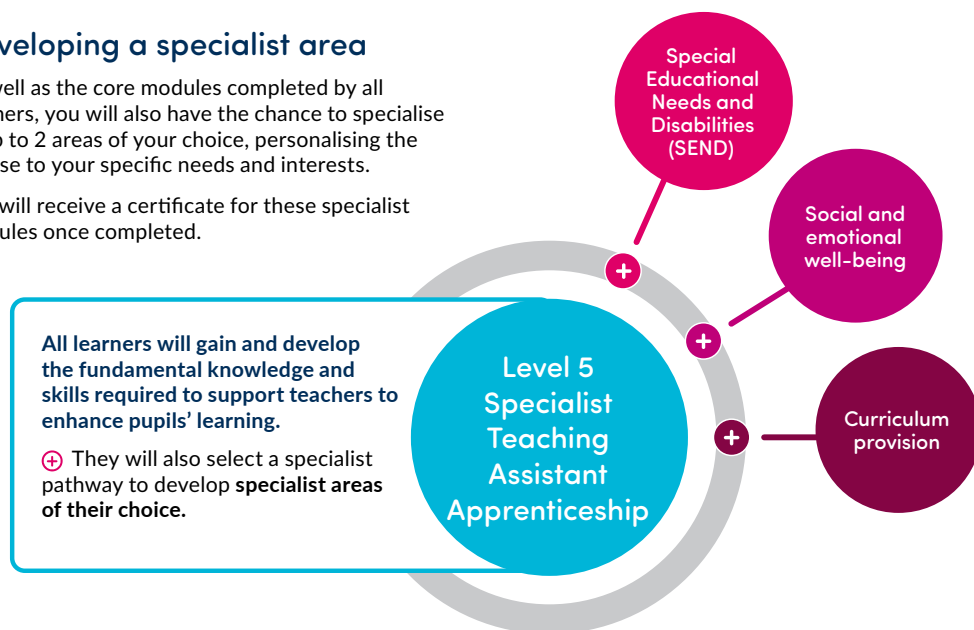 veloping a specialist area
vell as the core modules completed by all
ners, you will also have the chance to specialise
p to 2 areas of your choice, personalising the
se to your specific needs and interests.
will receive a certificate for these specialist
ules once completed.
All learners will gain and develop
the fundamental knowledge and
skills required to support teachers to
enhance pupils' learning.
They will also select a specialist
pathway to develop specialist areas
of their choice.
Level 5
Specialist
Teaching
Assistant
Apprenticeship
Special
Educational
Needs and
Disabilities
(SEND)
Social and
emotional
well-being
Curriculum
provision